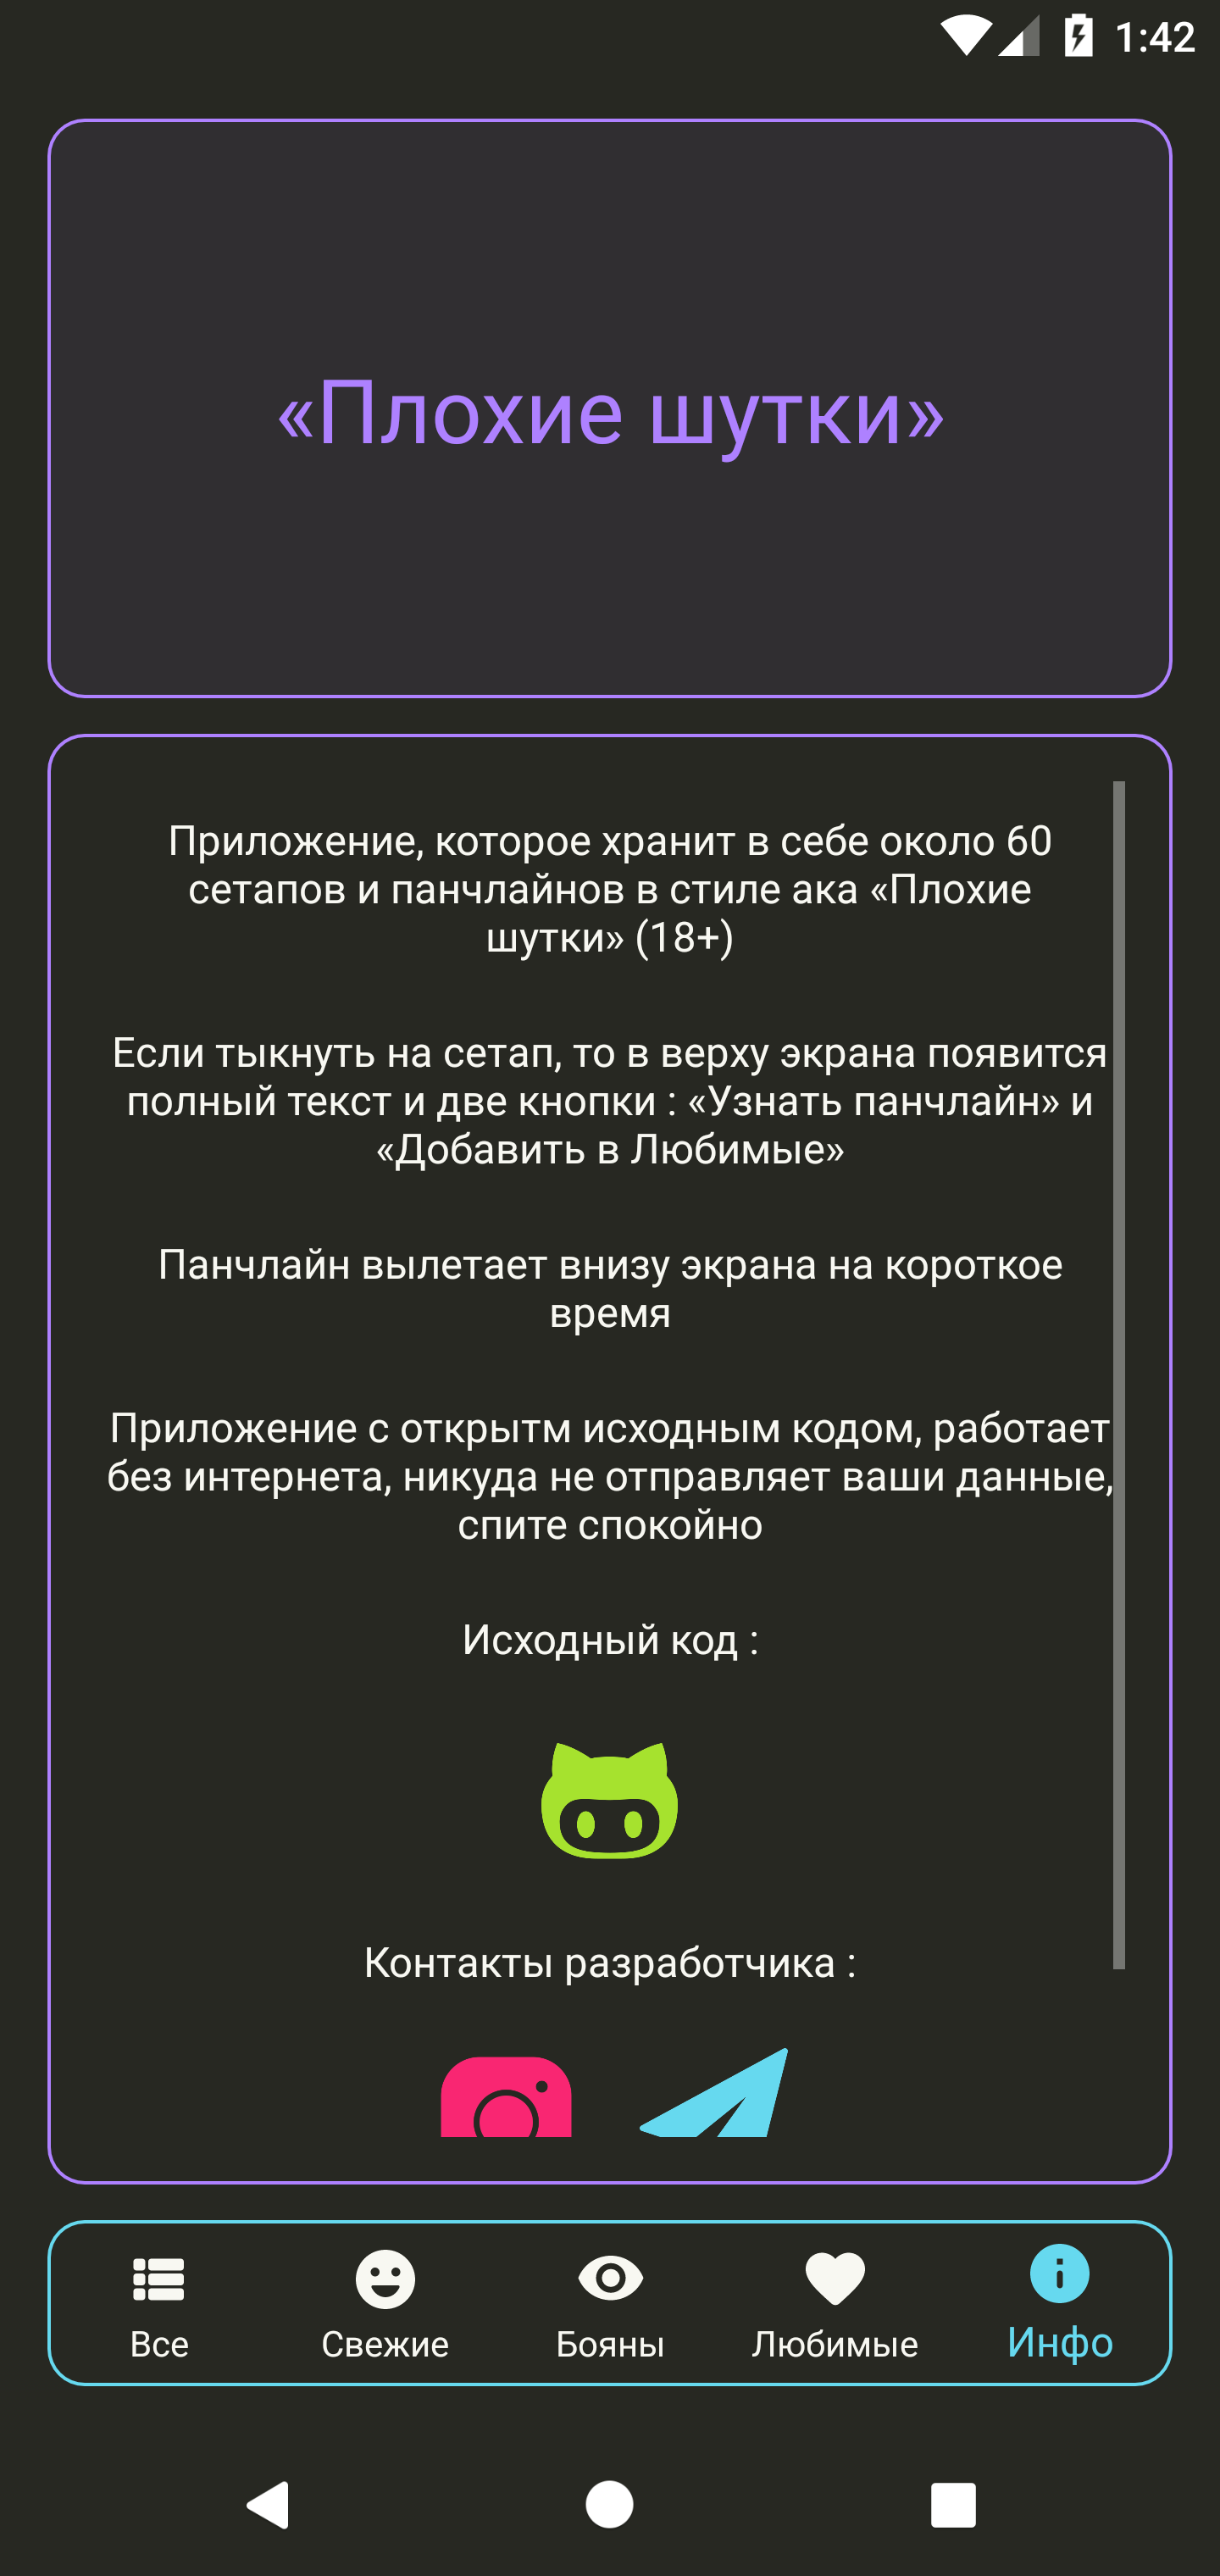 1:42
«Плохие шутки»
Приложение, которое хранит в себе около 60
сетапов и панчлайнов в стиле ака «Плохие
шутки» (18+)
Если тыкнуть на сетап, то в верху экрана появится
полный текст и две кнопки : «Узнать панчлайн» и
«Добавить в Любимые»
Панчлайн вылетает внизу экрана на короткое
время
Приложение с открытм исходным кодом, работает
без интернета, никуда не отправляет ваши данные,
спите спокойно
Исходный код :
Контакты разработчика :
Все
Свежие
Бояны
Любимые
Инфо